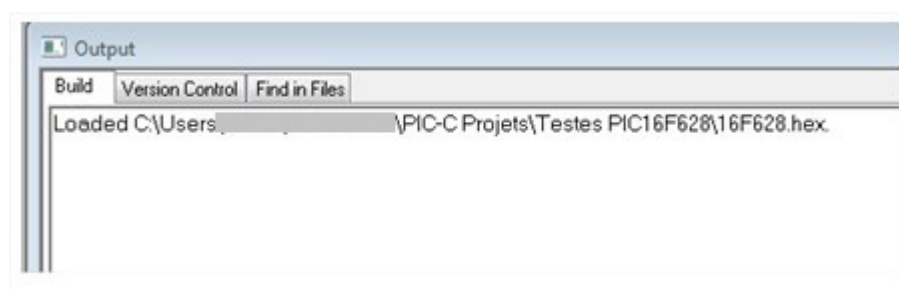 Output
Build Version Control Find in Files
Loaded C:\Users \PIC-C Projets\Testes PIC16F628\16F628.hex.